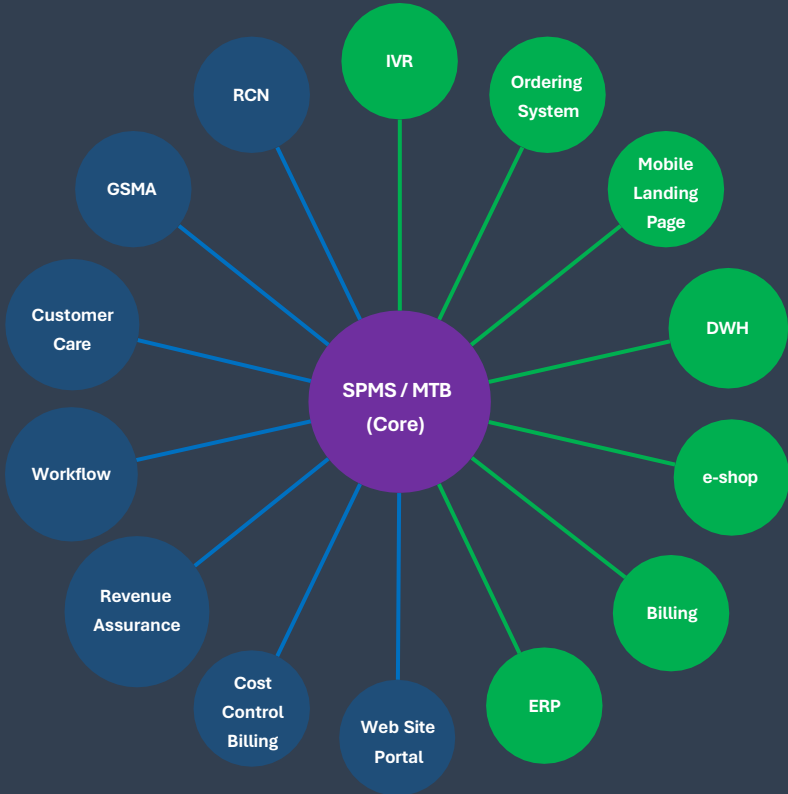 IVR
Ordering
System
Mobile
Landing
Page
DWH
e-shop
Billing
ERP
Web Site
Portal
Cost
Control
Billing
Revenue
Assurance
Workflow
Customer
Care
GSMA
RCN
SPMS / MTB
(Core)